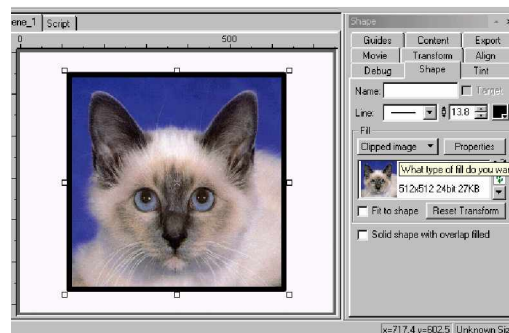 ene_1 Script
0 500
Shape
Guides Content Export
Movie Transform Align
Debug Shape Tint
Name: Target
Line: 13.8
Fill
Clipped image Properties
What type of fill do you wa
512x512 24bit 27KB
Fit to shape Reset Transform
Solid shape with overlap filled
x=717.4 y=602.5 Unknown Siz